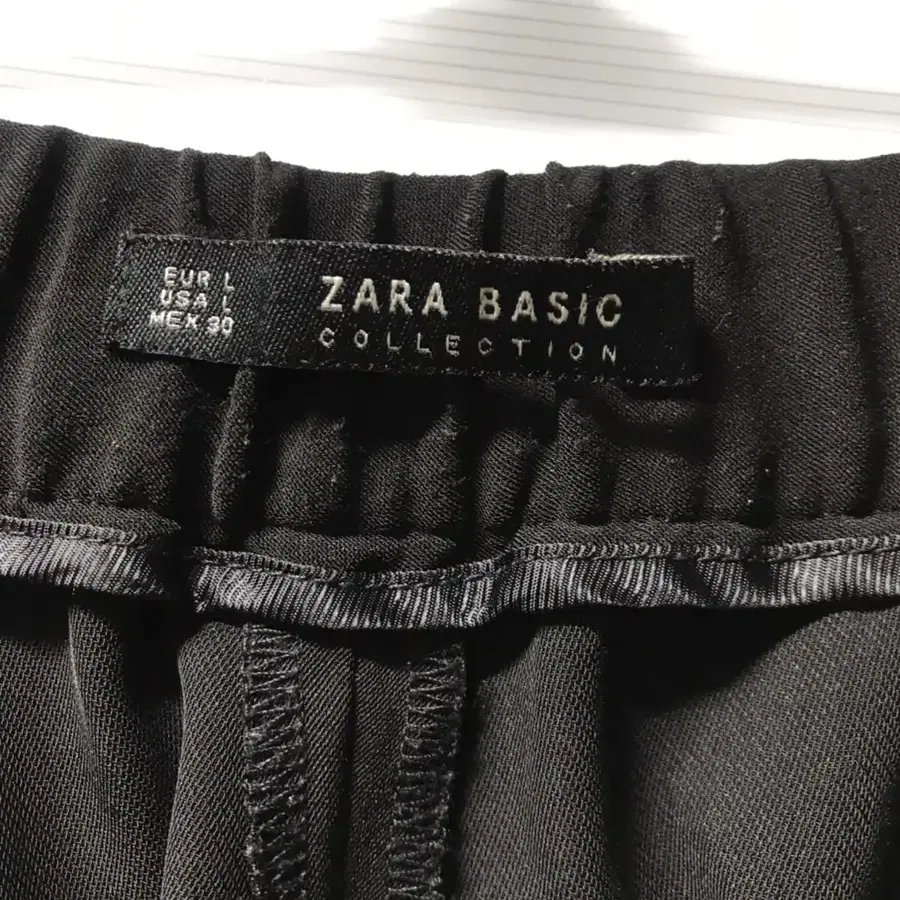 EUR L
USA L
MEX 30
ZARA BASIC
COLLECTION